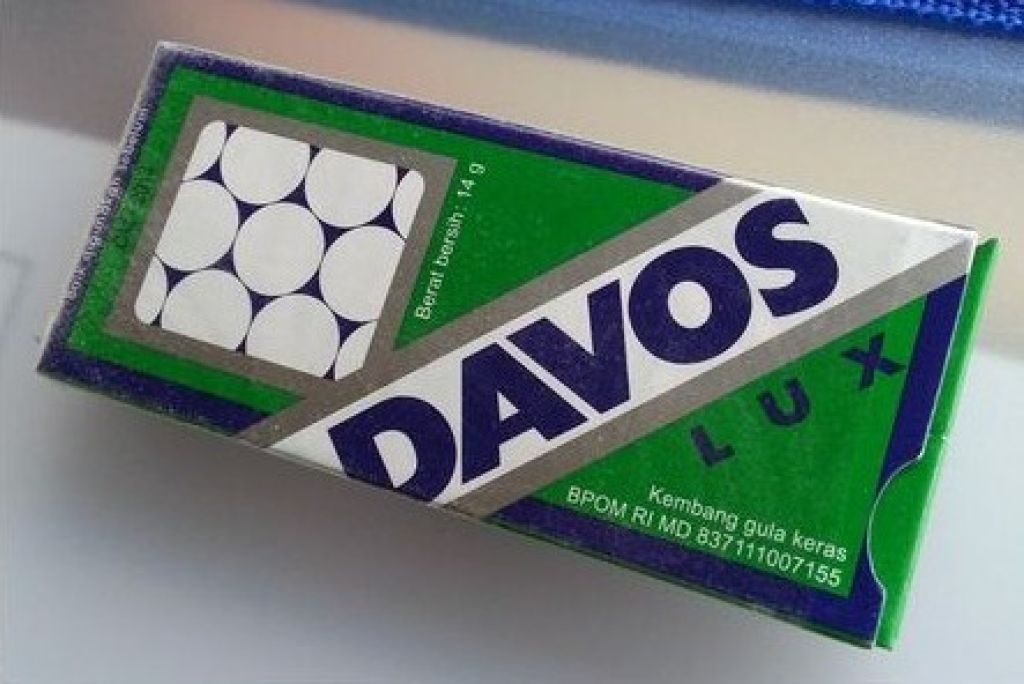 Berat bersih : 14 g
DAVOS
LUX
Kembang gula keras
BPOM RI MD 837111007155